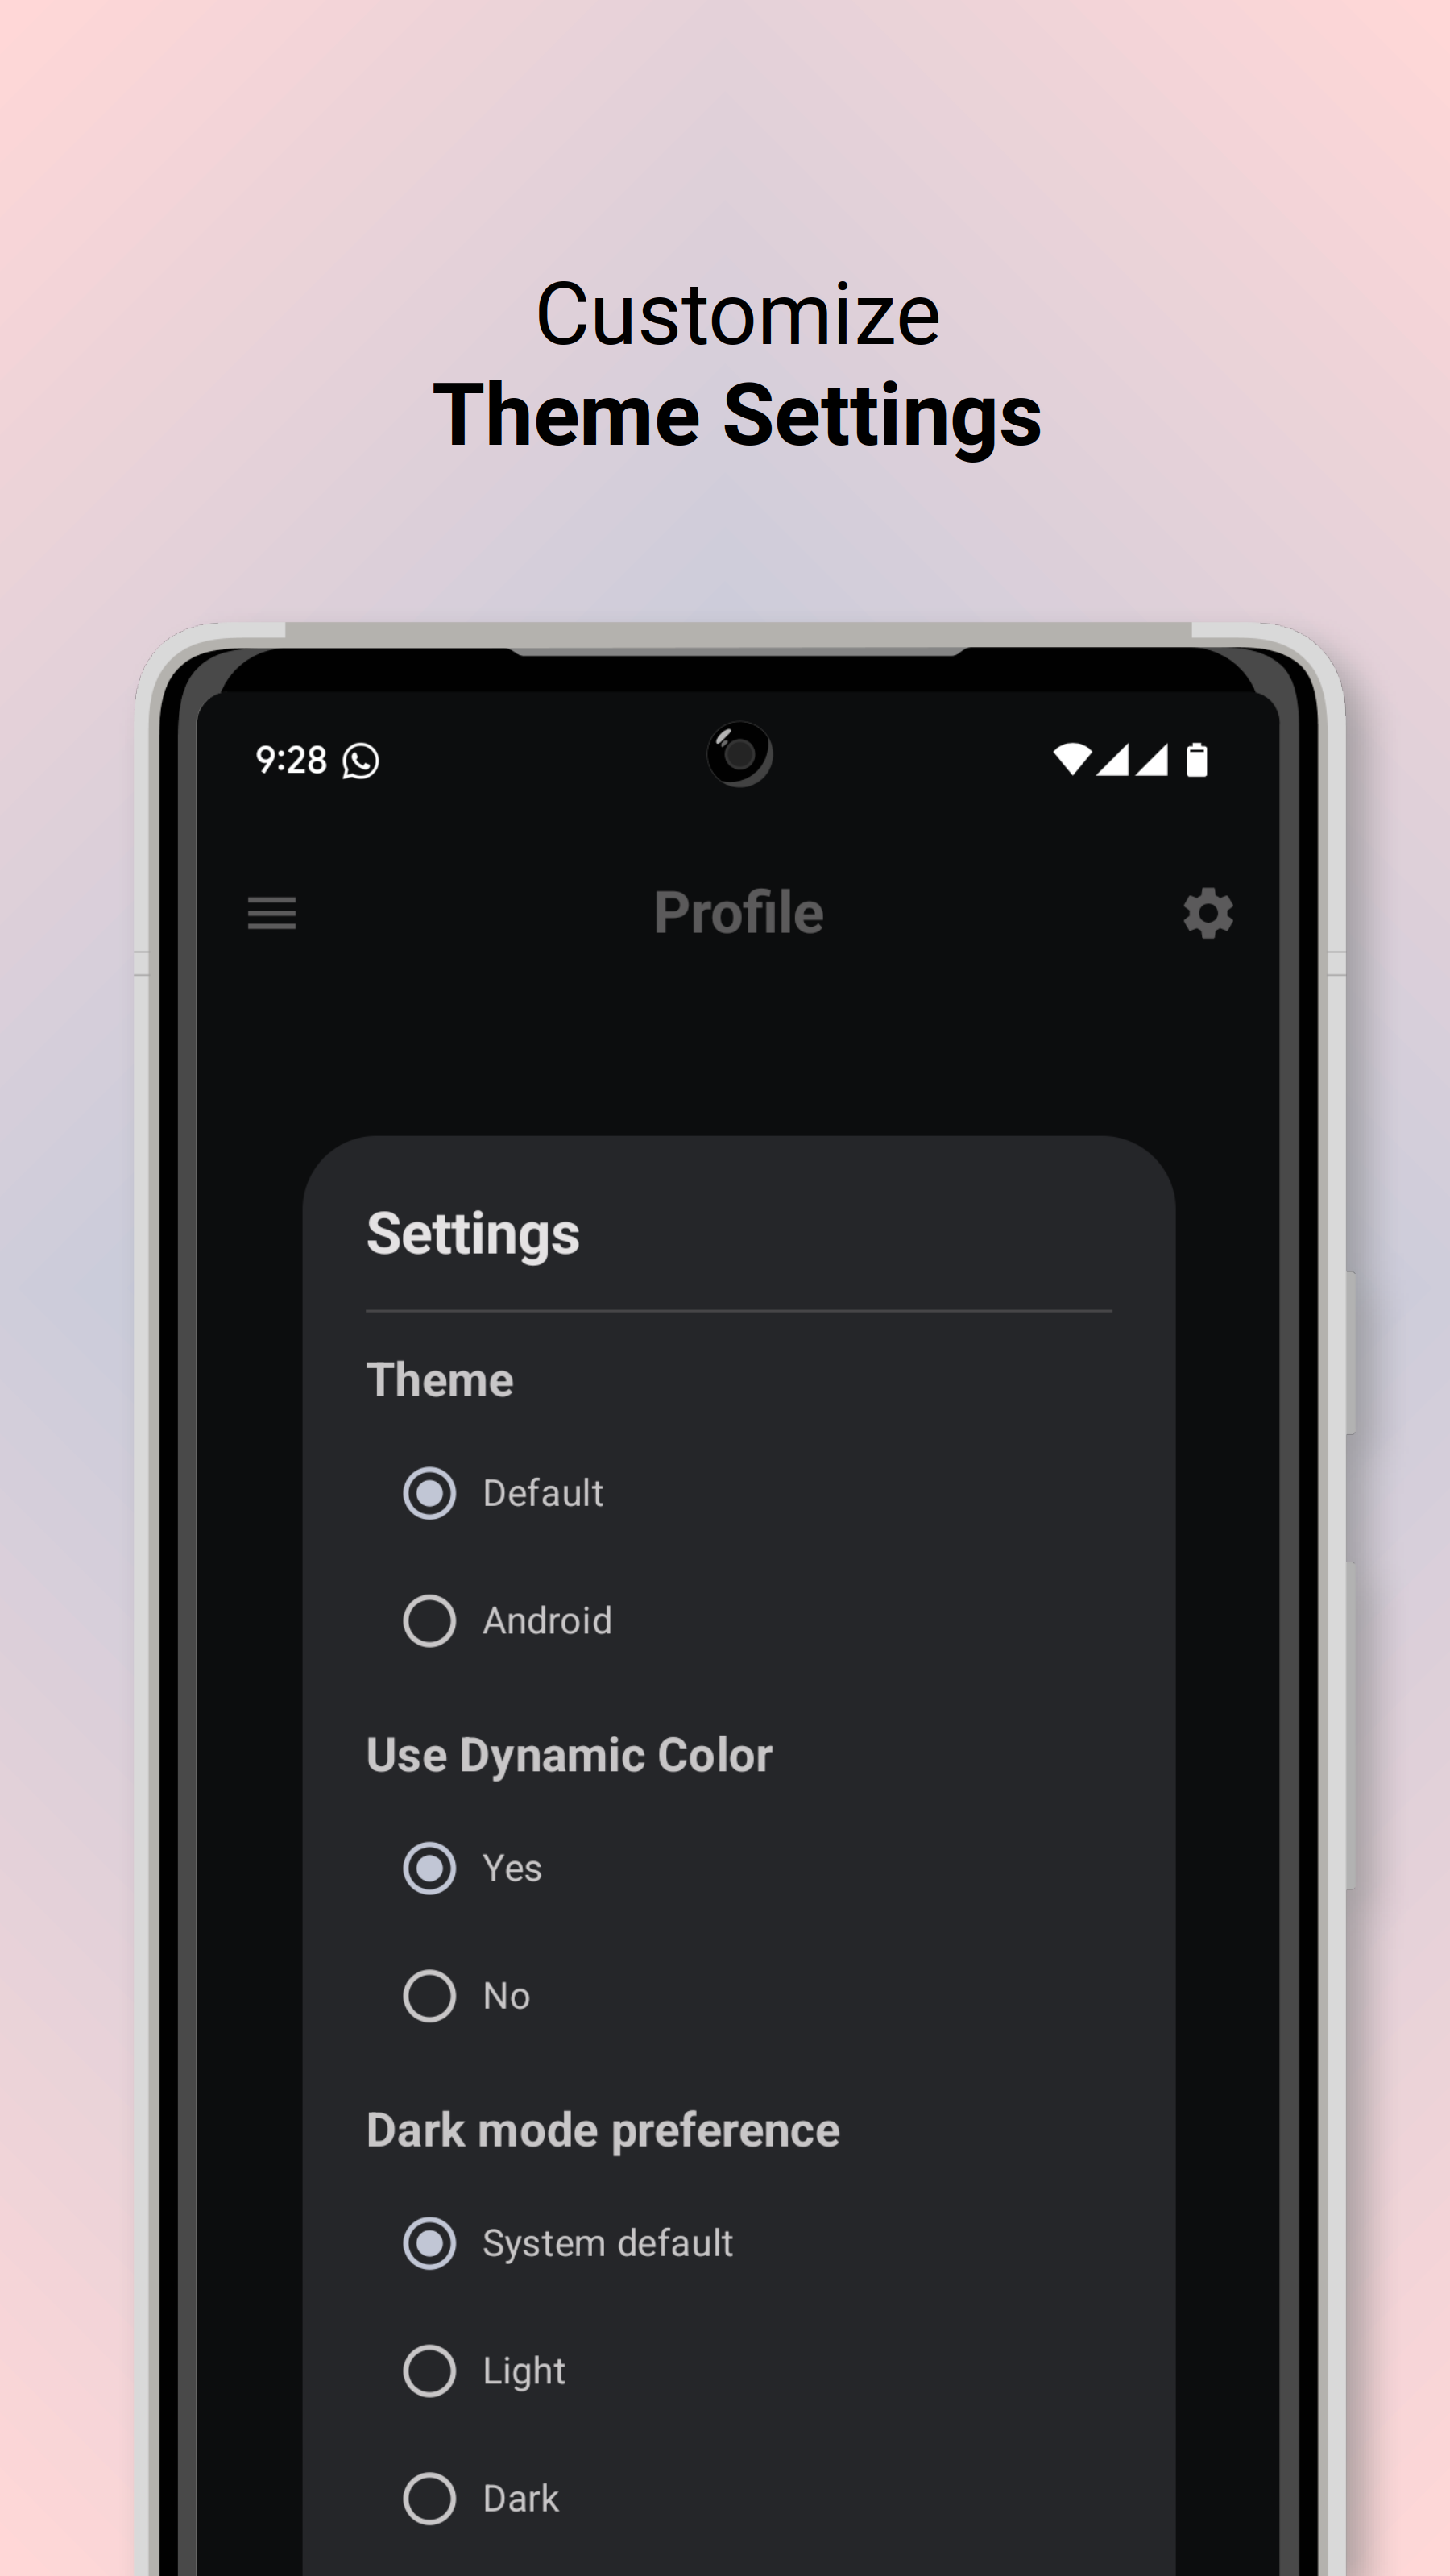 Customize
Theme Settings
9:28
Profile
Settings
Theme
Default
Android
Use Dynamic Color
Yes
No
Dark mode preference
System default
Light
Dark